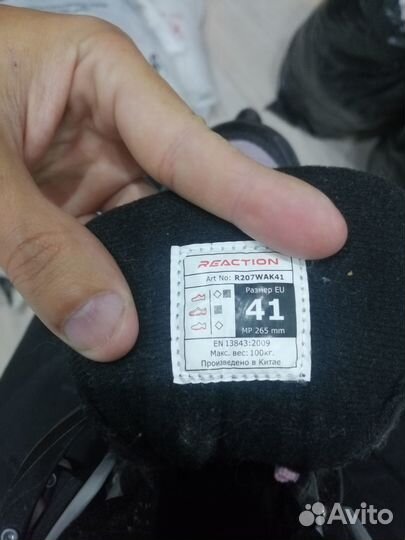 REACTION
Art No: R207WAK41
Размер EU
41
MP 265 mm
EN 13843:2009
Макс. вес: 100кг.
Произведено в Китае
Avito